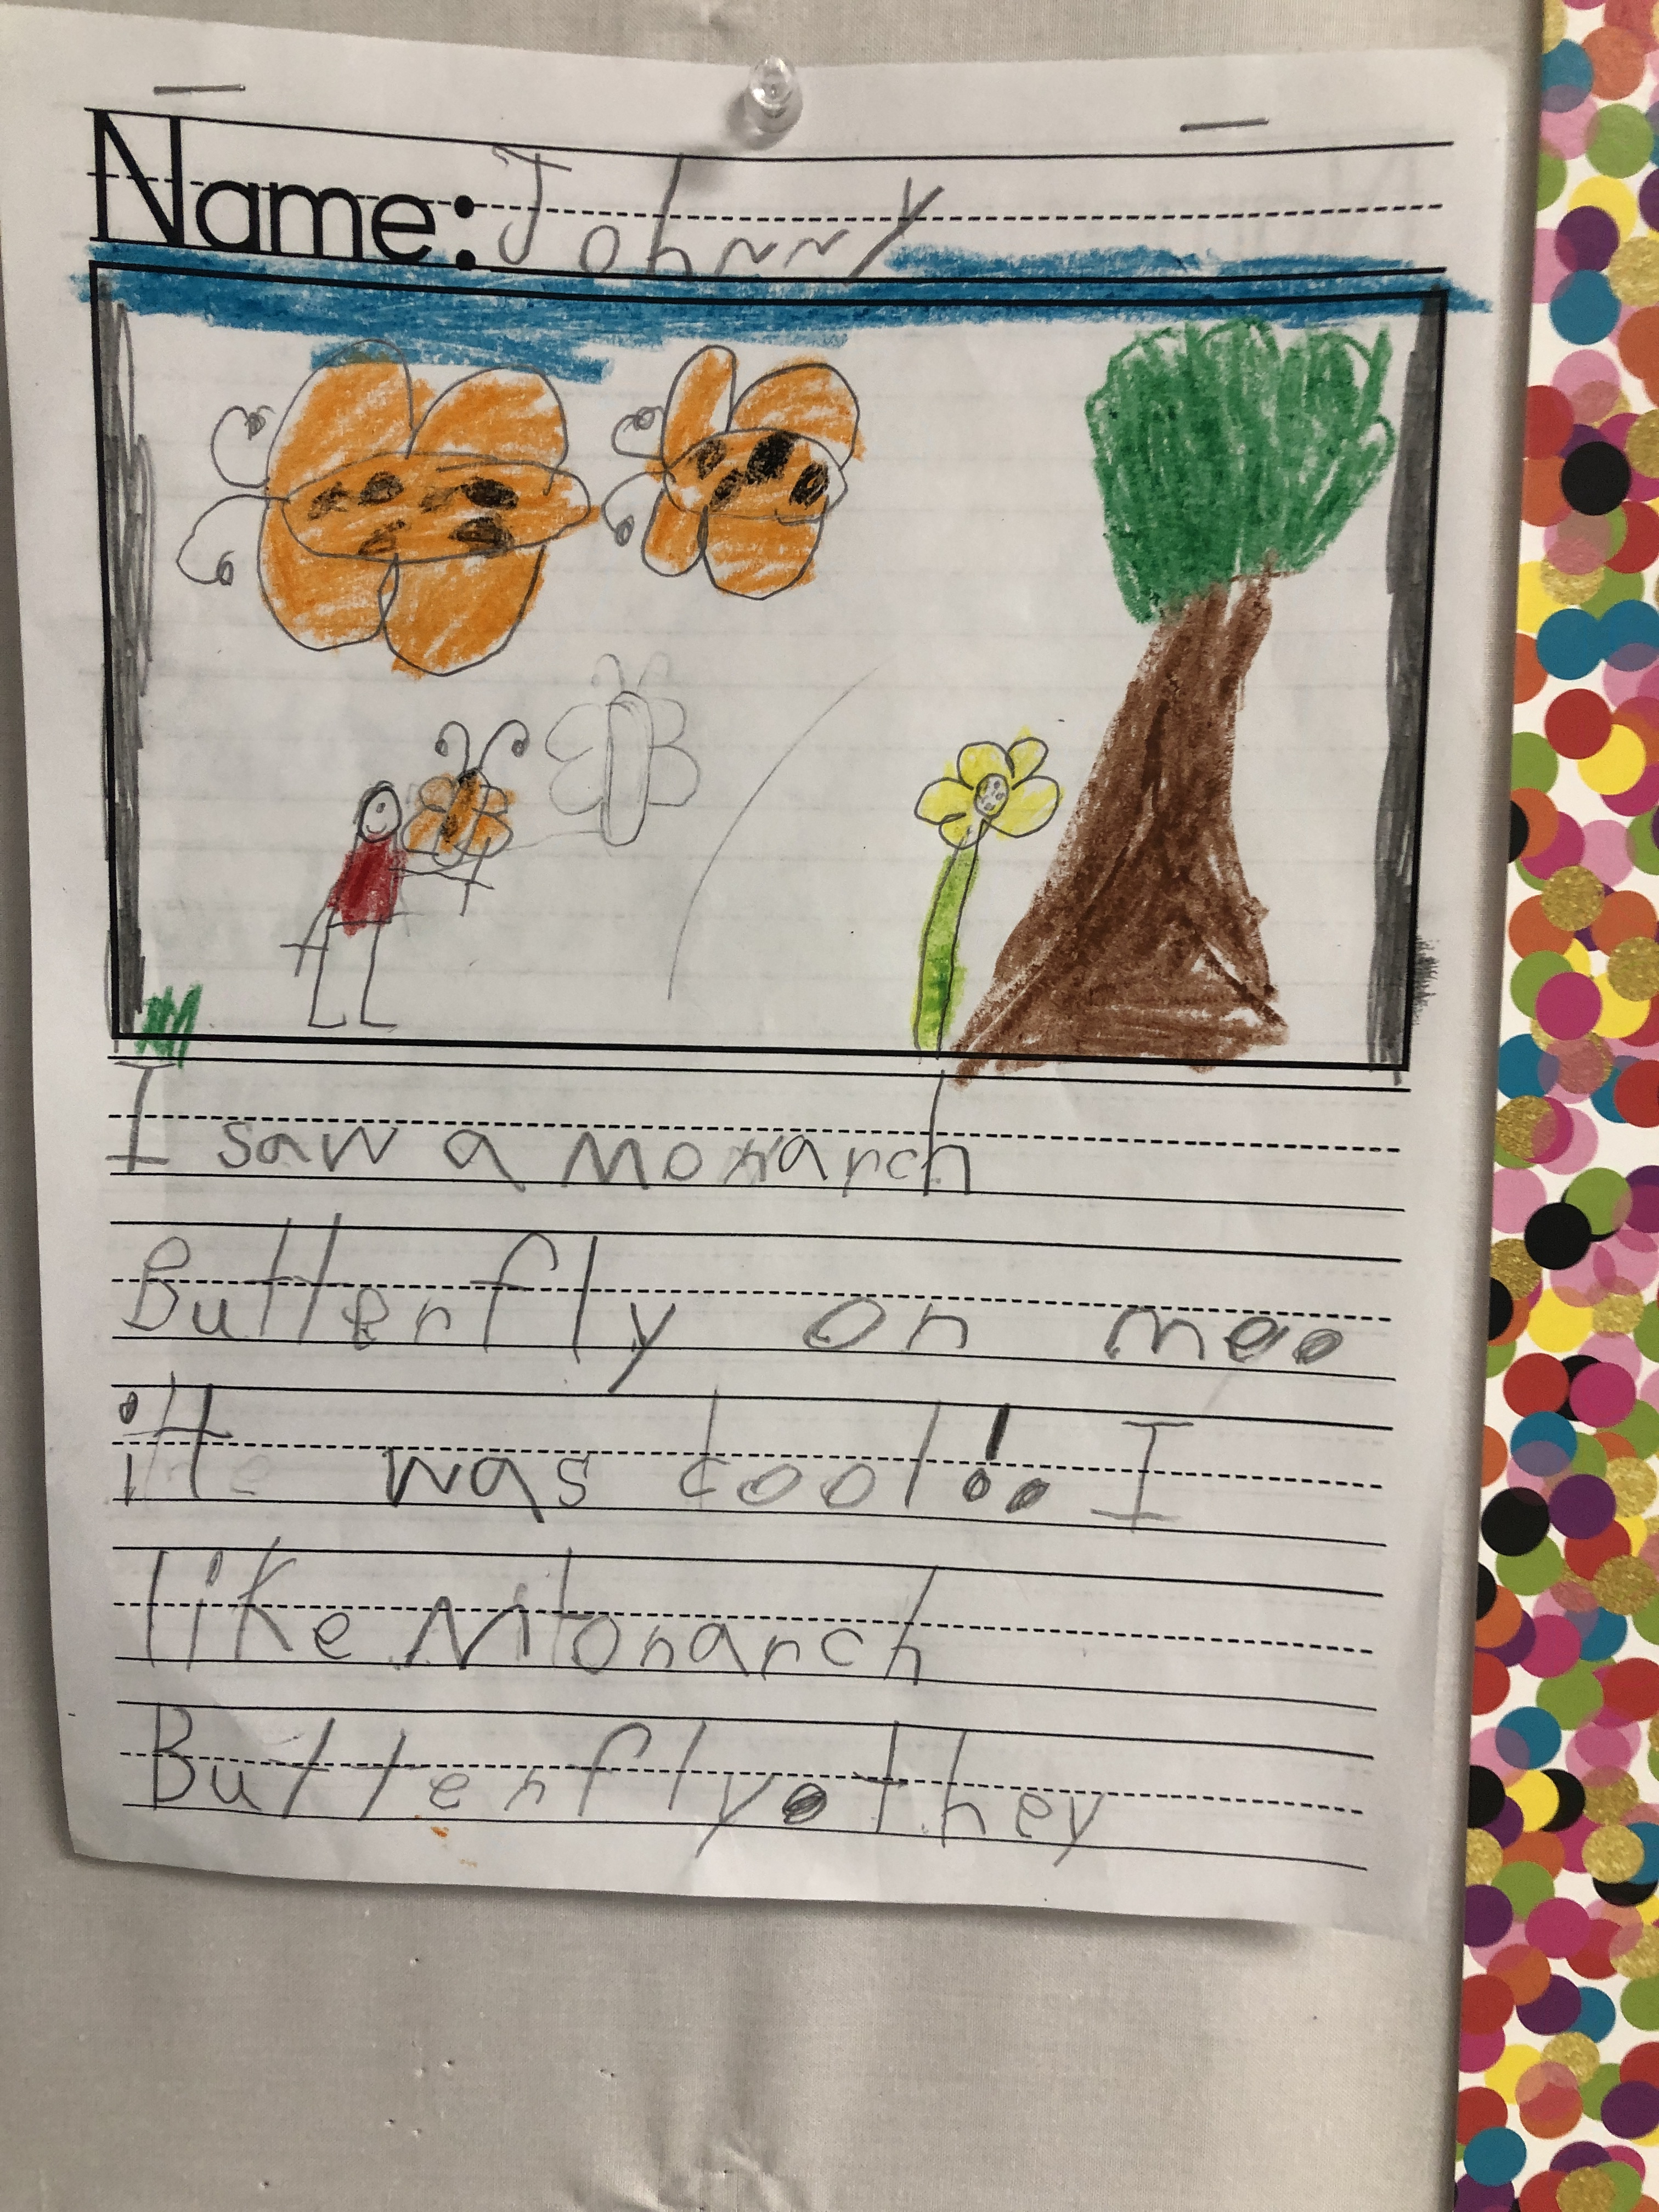 Name: Johnny
I saw a Monarch
Butterfly on me.
it was cool! . I
like Monarch
Butterfly. they